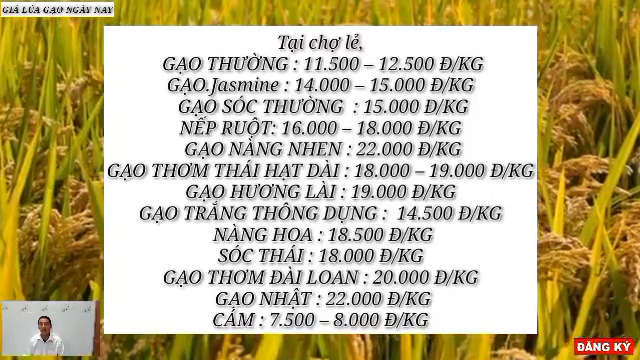 GIÁ LÚA GẠO NGÀY NAY
Tại chợ lẻ,
GẠO THƯỜNG : 11.500 – 12.500 Đ/KG
GẠO.Jasmine : 14.000 – 15.000 Đ/KG
GẠO SÓC THƯỜNG : 15.000 Đ/KG
NẾP RUỘT: 16.000 – 18.000 Đ/KG
GẠO NÀNG NHEN : 22.000 Đ/KG
GẠO THƠM THÁI HẠT DÀI : 18.000 – 19.000 Đ/KG
GẠO HƯƠNG LÀI : 19.000 Đ/KG
GẠO TRẮNG THÔNG DỤNG : 14.500 Đ/KG
NÀNG HOA : 18.500 Đ/KG
SÓC THÁI : 18.000 Đ/KG
GẠO THƠM ĐÀI LOAN : 20.000 Đ/KG
GẠO NHẬT : 22.000 Đ/KG
CÁM : 7.500 – 8.000 Đ/KG
ĐĂNG KÝ